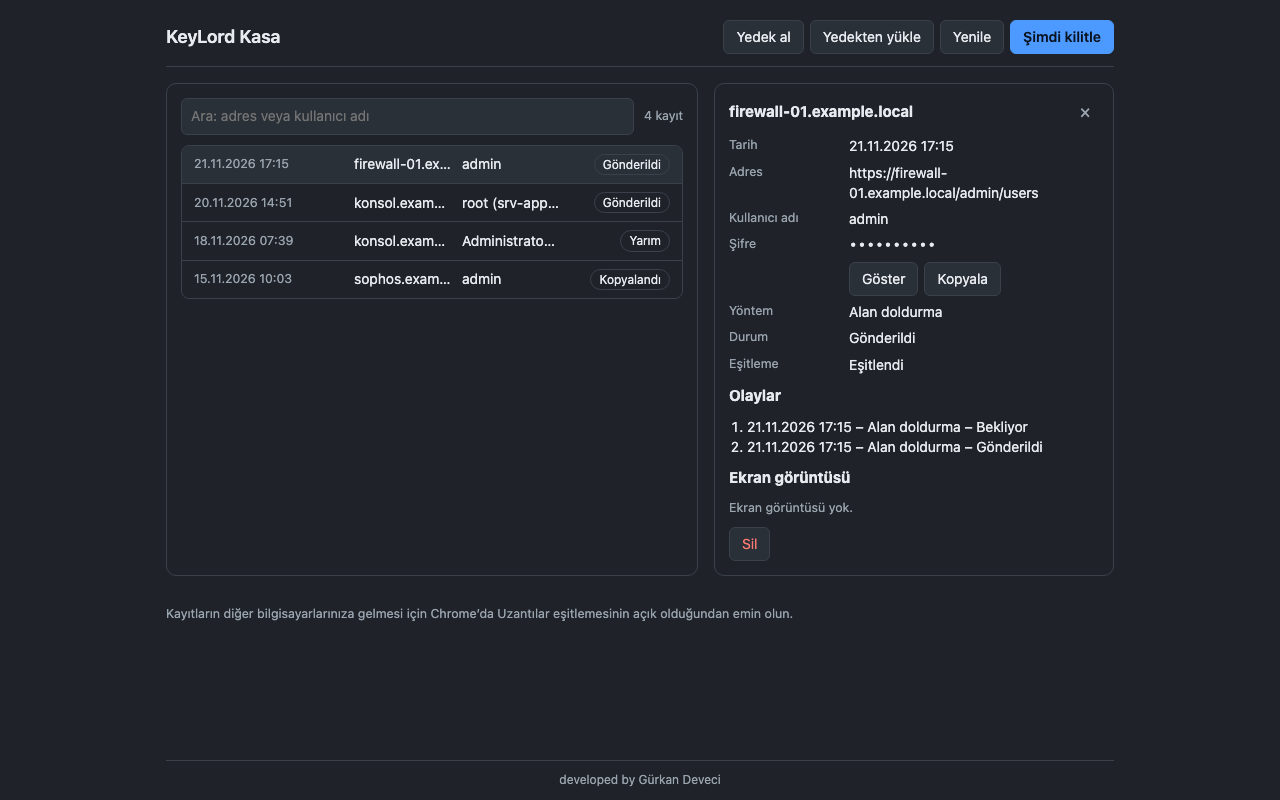 KeyLord Kasa
Yedek al
Yedekten yükle
Yenile
Şimdi kilitle
Ara: adres veya kullanıcı adı
4 kayıt
21.11.2026 17:15 firewall-01.ex... admin Gönderildi
20.11.2026 14:51 konsol.exam... root (srv-app... Gönderildi
18.11.2026 07:39 konsol.exam... Administrato... Yarım
15.11.2026 10:03 sophos.exam... admin Kopyalandı
firewall-01.example.local ×
Tarih 21.11.2026 17:15
Adres https://firewall-
01.example.local/admin/users
Kullanıcı adı admin
Şifre ••••••••••
Göster Kopyala
Yöntem Alan doldurma
Durum Gönderildi
Eşitleme Eşitlendi
Olaylar
1. 21.11.2026 17:15 – Alan doldurma – Bekliyor
2. 21.11.2026 17:15 – Alan doldurma – Gönderildi
Ekran görüntüsü
Ekran görüntüsü yok.
Sil
Kayıtların diğer bilgisayarlarınıza gelmesi için Chrome'da Uzantılar eşitlemesinin açık olduğundan emin olun.
developed by Gürkan Deveci